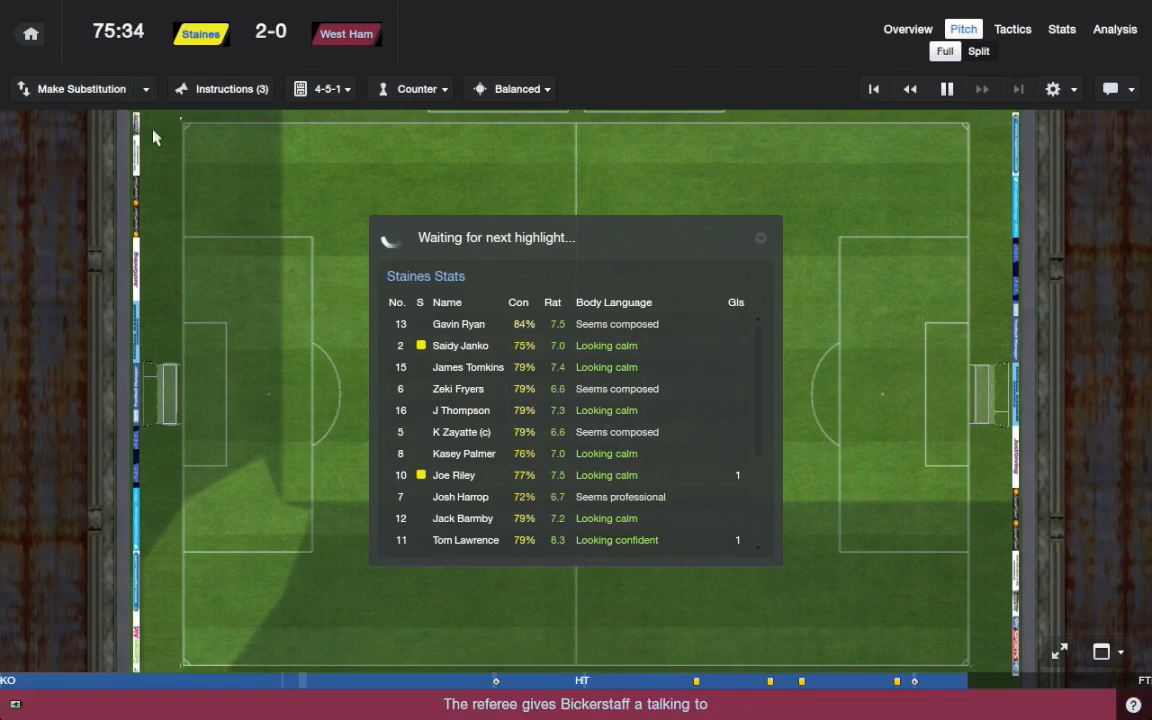 75:34 Staines 2-0 West Ham
Overview Pitch Tactics Stats Analysis
Full Split
Make Substitution Instructions (3) 4-5-1 Counter Balanced
Waiting for next highlight...
Staines Stats
No. S Name Con Rat Body Language Gls
13 Gavin Ryan 84% 7.5 Seems composed
2 Saidy Janko 75% 7.0 Looking calm
15 James Tomkins 79% 7.4 Looking calm
6 Zeki Fryers 79% 6.6 Seems composed
16 J Thompson 79% 7.3 Looking calm
5 K Zayatte (c) 79% 6.6 Seems composed
8 Kasey Palmer 76% 7.0 Looking calm
10 Joe Riley 77% 7.5 Looking calm 1
7 Josh Harrop 72% 6.7 Seems professional
12 Jack Barmby 79% 7.2 Looking calm
11 Tom Lawrence 79% 8.3 Looking confident 1
KO HT FT
The referee gives Bickerstaff a talking to
?